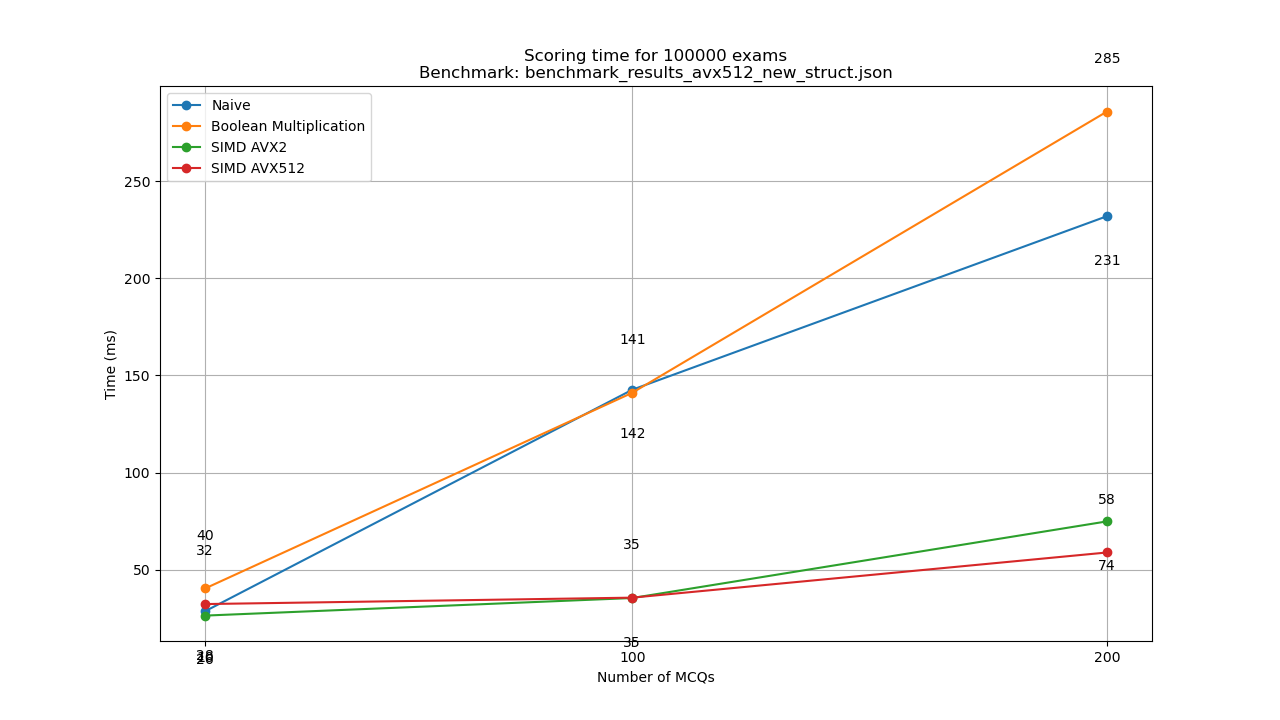 Scoring time for 100000 exams
Benchmark: benchmark_results_avx512_new_struct.json
285
Naive
Boolean Multiplication
SIMD AVX2
SIMD AVX512
250
200
150
100
50
Time (ms)
231
141
142
58
74
40
32
35
35
100
200
Number of MCQs